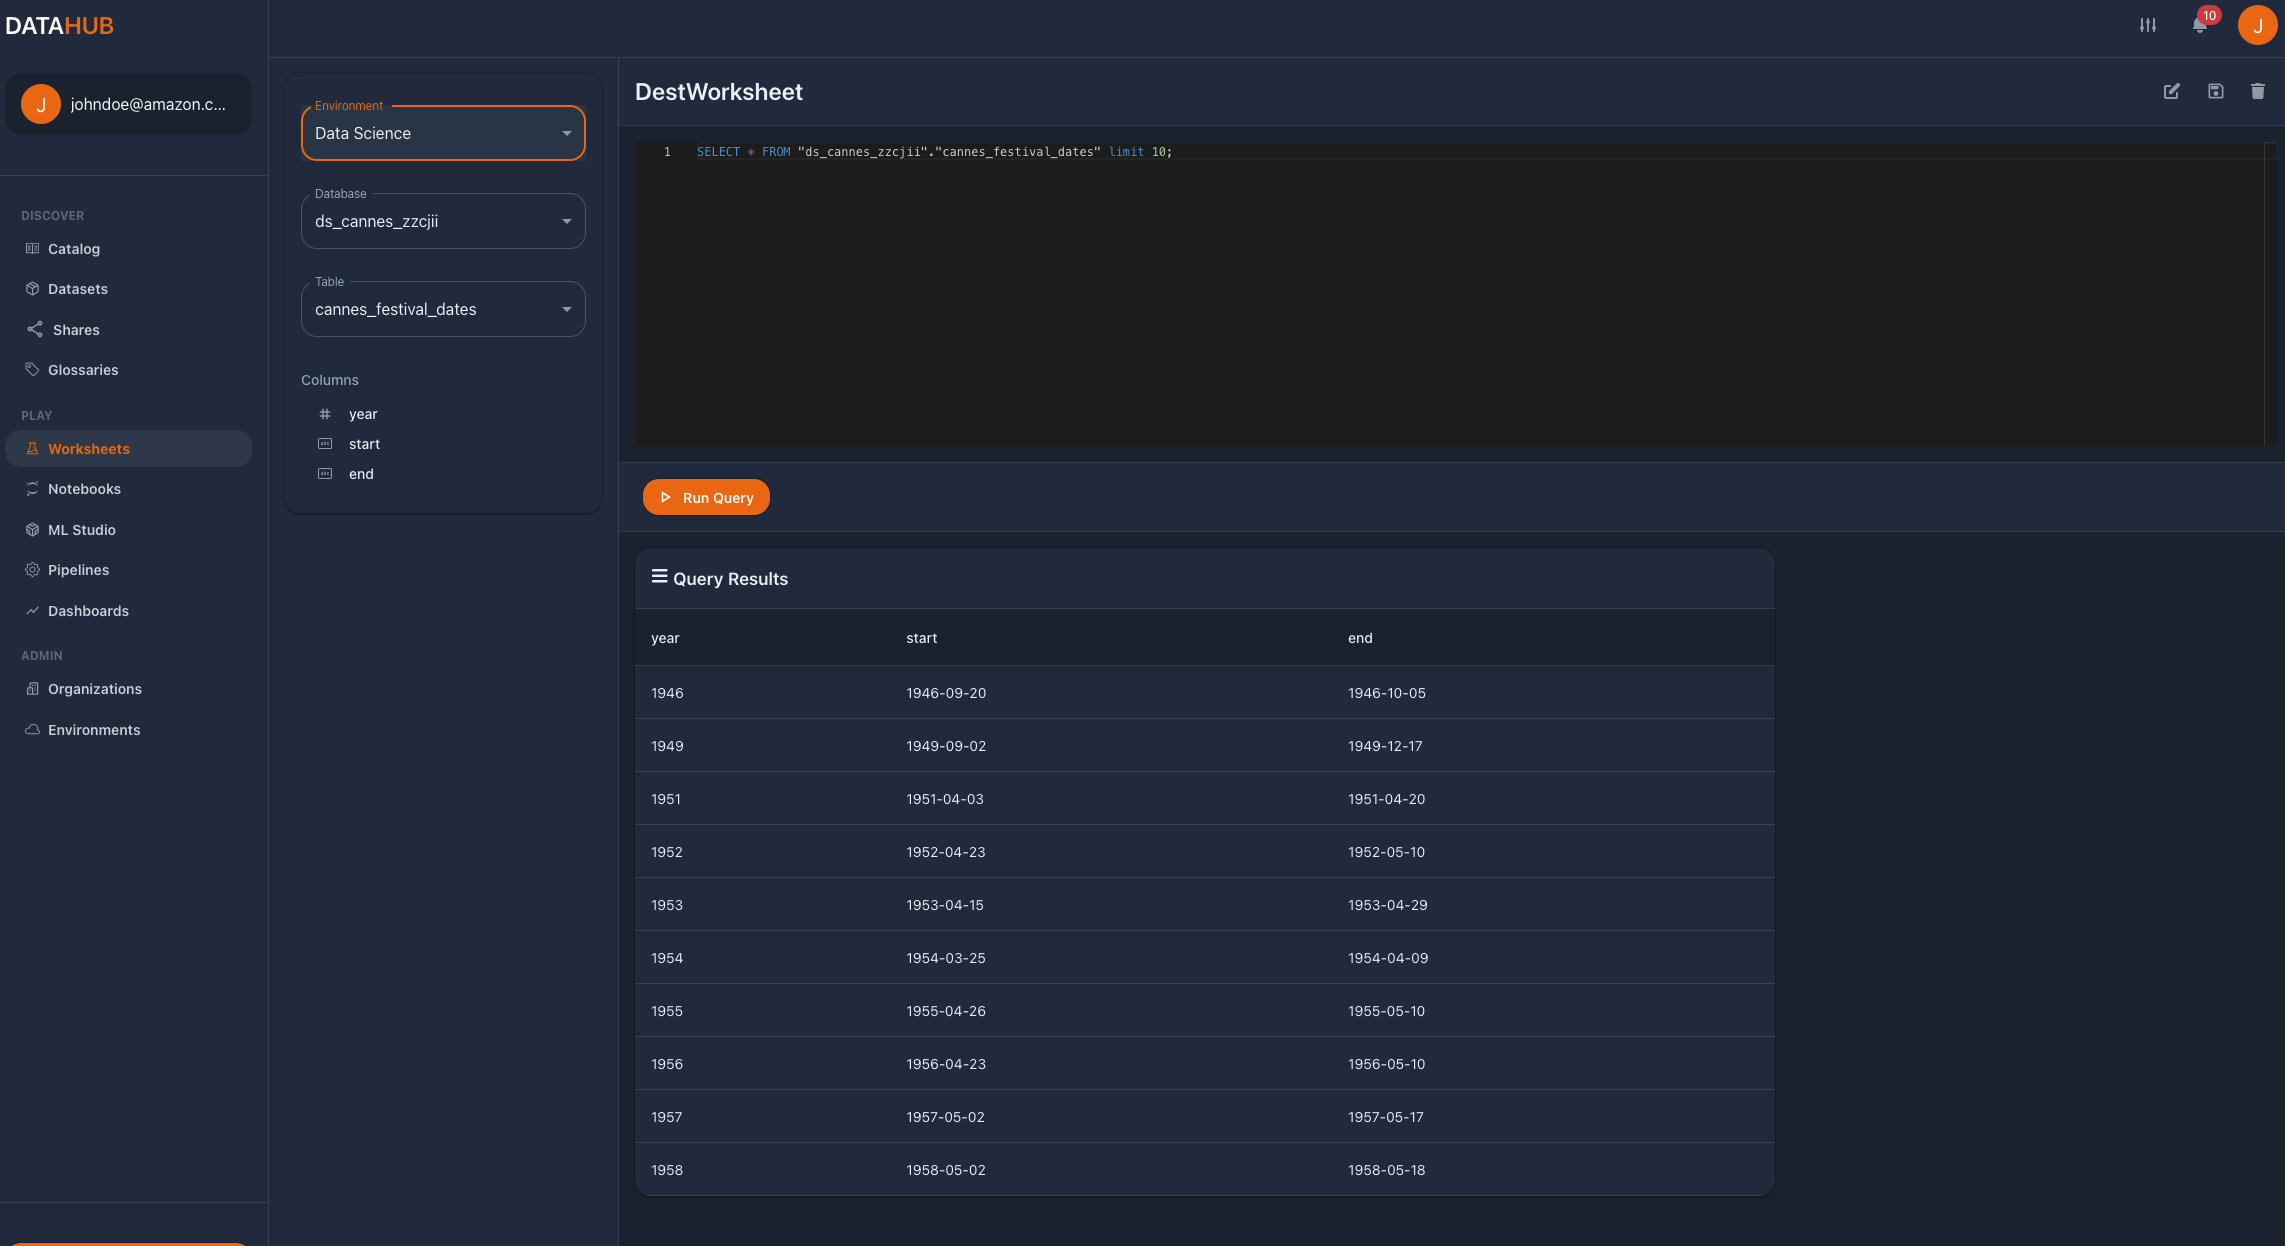 DATAHUB
10
J
J johndoe@amazon.c...
DISCOVER
Catalog
Datasets
Shares
Glossaries
PLAY
Worksheets
Notebooks
ML Studio
Pipelines
Dashboards
ADMIN
Organizations
Environments
Environment
Data Science
Database
ds_cannes_zzcjii
Table
cannes_festival_dates
Columns
year
abc start
abc end
DestWorksheet
1 SELECT * FROM "ds_cannes_zzcjii"."cannes_festival_dates" limit 10;
Run Query
Query Results
year start end
1946 1946-09-20 1946-10-05
1949 1949-09-02 1949-12-17
1951 1951-04-03 1951-04-20
1952 1952-04-23 1952-05-10
1953 1953-04-15 1953-04-29
1954 1954-03-25 1954-04-09
1955 1955-04-26 1955-05-10
1956 1956-04-23 1956-05-10
1957 1957-05-02 1957-05-17
1958 1958-05-02 1958-05-18